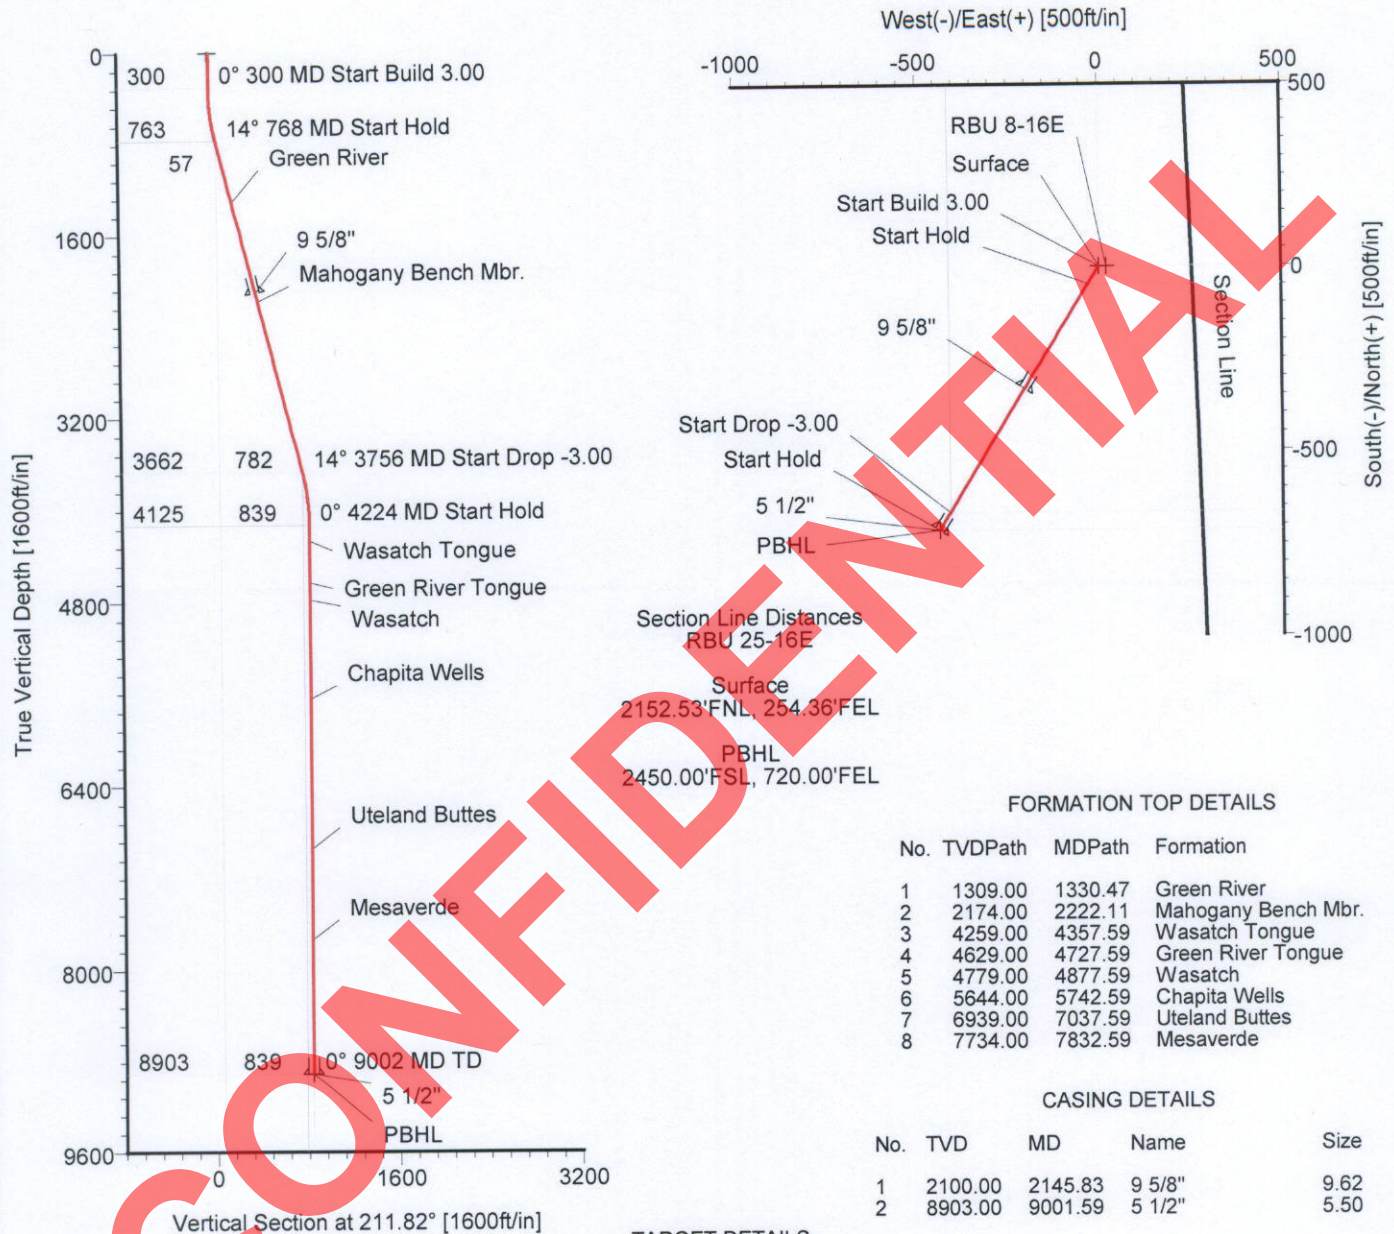 West(-)/East(+) [500ft/in]
-1000 -500 0 500
500
0
-500
-1000
South(-)/North(+) [500ft/in]
RBU 8-16E
Surface
Start Build 3.00
Start Hold
9 5/8"
Start Drop -3.00
Start Hold
5 1/2"
PBHL
Section Line
0
1600
3200
4800
6400
8000
9600
True Vertical Depth [1600ft/in]
300 0° 300 MD Start Build 3.00
763 14° 768 MD Start Hold
57 Green River
9 5/8"
Mahogany Bench Mbr.
3662 782 14° 3756 MD Start Drop -3.00
4125 839 0° 4224 MD Start Hold
Wasatch Tongue
Green River Tongue
Wasatch
Chapita Wells
Uteland Buttes
Mesaverde
8903 839 0° 9002 MD TD
5 1/2"
PBHL
0 1600 3200
Vertical Section at 211.82° [1600ft/in]
Section Line Distances
RBU 25-16E
Surface
2152.53'FNL, 254.36'FEL
PBHL
2450.00'FSL, 720.00'FEL
FORMATION TOP DETAILS
No. TVDPath MDPath Formation
1 1309.00 1330.47 Green River
2 2174.00 2222.11 Mahogany Bench Mbr.
3 4259.00 4357.59 Wasatch Tongue
4 4629.00 4727.59 Green River Tongue
5 4779.00 4877.59 Wasatch
6 5644.00 5742.59 Chapita Wells
7 6939.00 7037.59 Uteland Buttes
8 7734.00 7832.59 Mesaverde
CASING DETAILS
No. TVD MD Name Size
1 2100.00 2145.83 9 5/8" 9.62
2 8903.00 9001.59 5 1/2" 5.50
TARGET DETAILS
CONFIDENTIAL